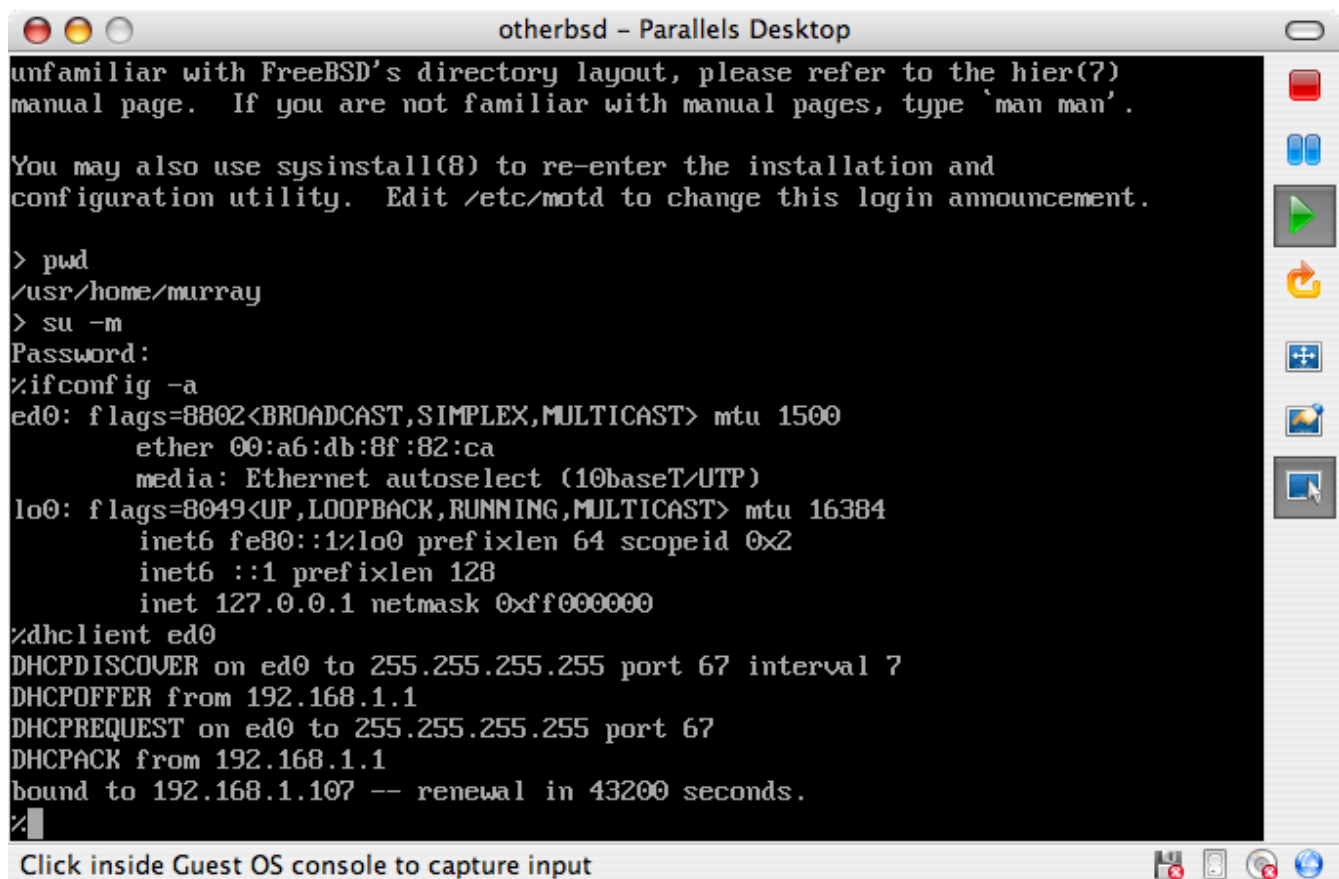 otherbsd – Parallels Desktop
unfamiliar with FreeBSD's directory layout, please refer to the hier(7)
manual page.  If you are not familiar with manual pages, type `man man'.
You may also use sysinstall(8) to re-enter the installation and
configuration utility.  Edit /etc/motd to change this login announcement.
> pwd
/usr/home/murray
> su -m
Password:
%ifconfig -a
ed0: flags=8802<BROADCAST,SIMPLEX,MULTICAST> mtu 1500
        ether 00:a6:db:8f:82:ca
        media: Ethernet autoselect (10baseT/UTP)
lo0: flags=8049<UP,LOOPBACK,RUNNING,MULTICAST> mtu 16384
        inet6 fe80::1%lo0 prefixlen 64 scopeid 0x2
        inet6 ::1 prefixlen 128
        inet 127.0.0.1 netmask 0xff000000
%dhclient ed0
DHCPDISCOVER on ed0 to 255.255.255.255 port 67 interval 7
DHCPOFFER from 192.168.1.1
DHCPREQUEST on ed0 to 255.255.255.255 port 67
DHCPACK from 192.168.1.1
bound to 192.168.1.107 -- renewal in 43200 seconds.
%
Click inside Guest OS console to capture input